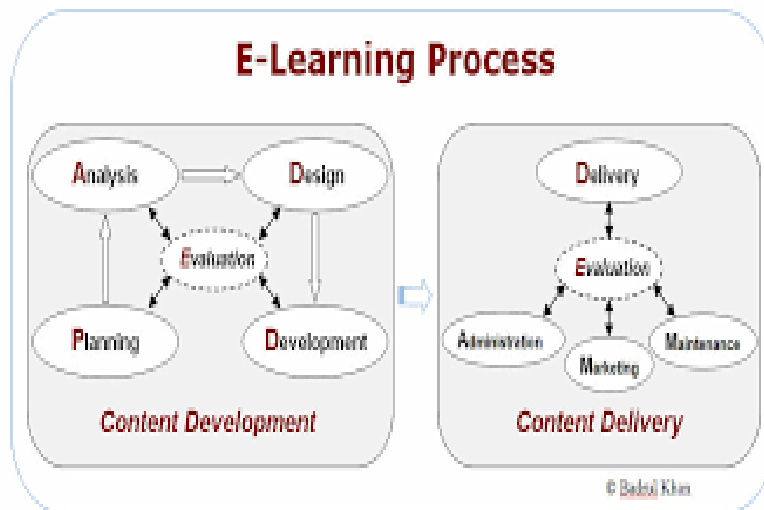 E-Learning Process
Analysis
Design
Evaluation
Planning
Development
Content Development
Delivery
Evaluation
Administration
Marketing
Maintenance
Content Delivery
© Badrul Khan